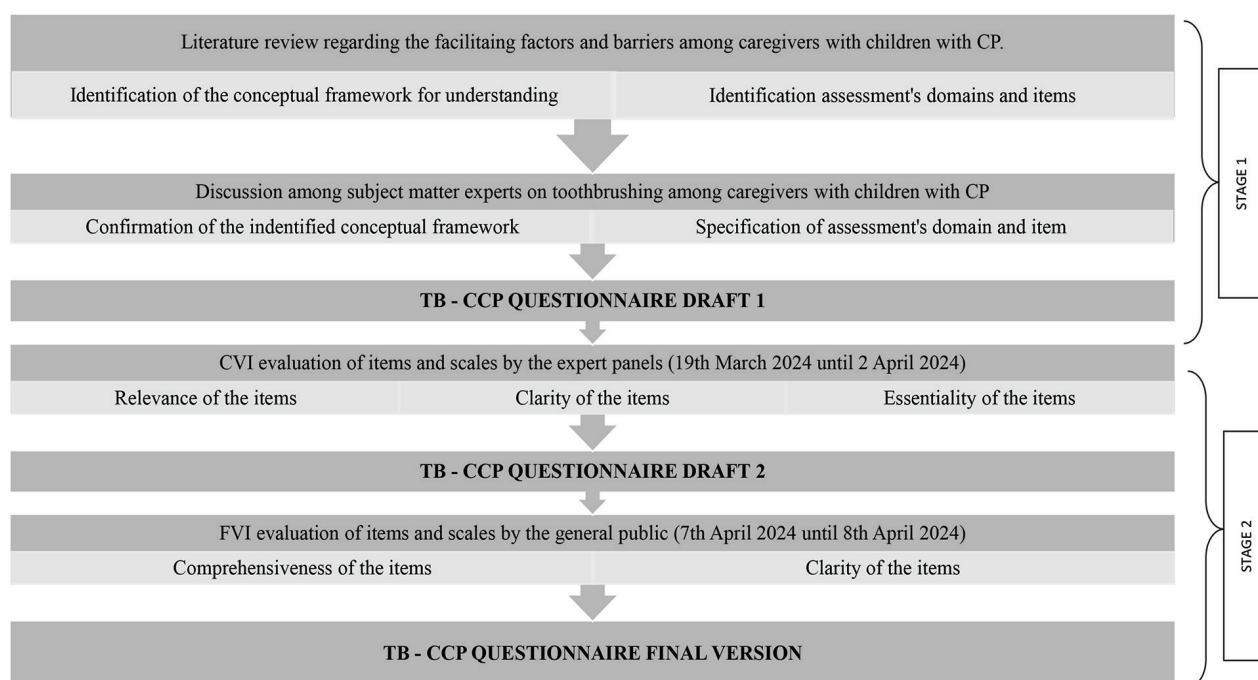 Literature review regarding the facilitaing factors and barriers among caregivers with children with CP.
Identification of the conceptual framework for understanding
Identification assessment's domains and items
Discussion among subject matter experts on toothbrushing among caregivers with children with CP
Confirmation of the indentified conceptual framework
Specification of assessment's domain and item
TB - CCP QUESTIONNAIRE DRAFT 1
STAGE 1
CVI evaluation of items and scales by the expert panels (19th March 2024 until 2 April 2024)
Relevance of the items
Clarity of the items
Essentiality of the items
TB - CCP QUESTIONNAIRE DRAFT 2
FVI evaluation of items and scales by the general public (7th April 2024 until 8th April 2024)
Comprehensiveness of the items
Clarity of the items
TB - CCP QUESTIONNAIRE FINAL VERSION
STAGE 2